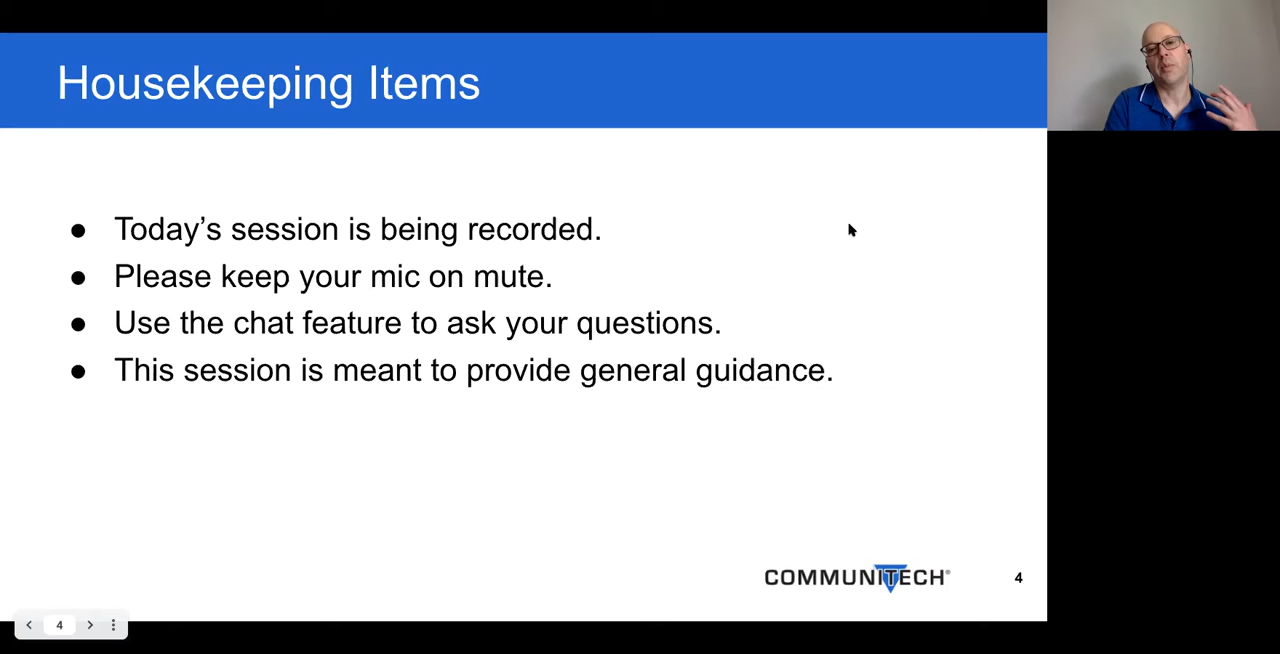 Housekeeping Items
● Today’s session is being recorded.
● Please keep your mic on mute.
● Use the chat feature to ask your questions.
● This session is meant to provide general guidance.
COMMUNITECH®
4
4